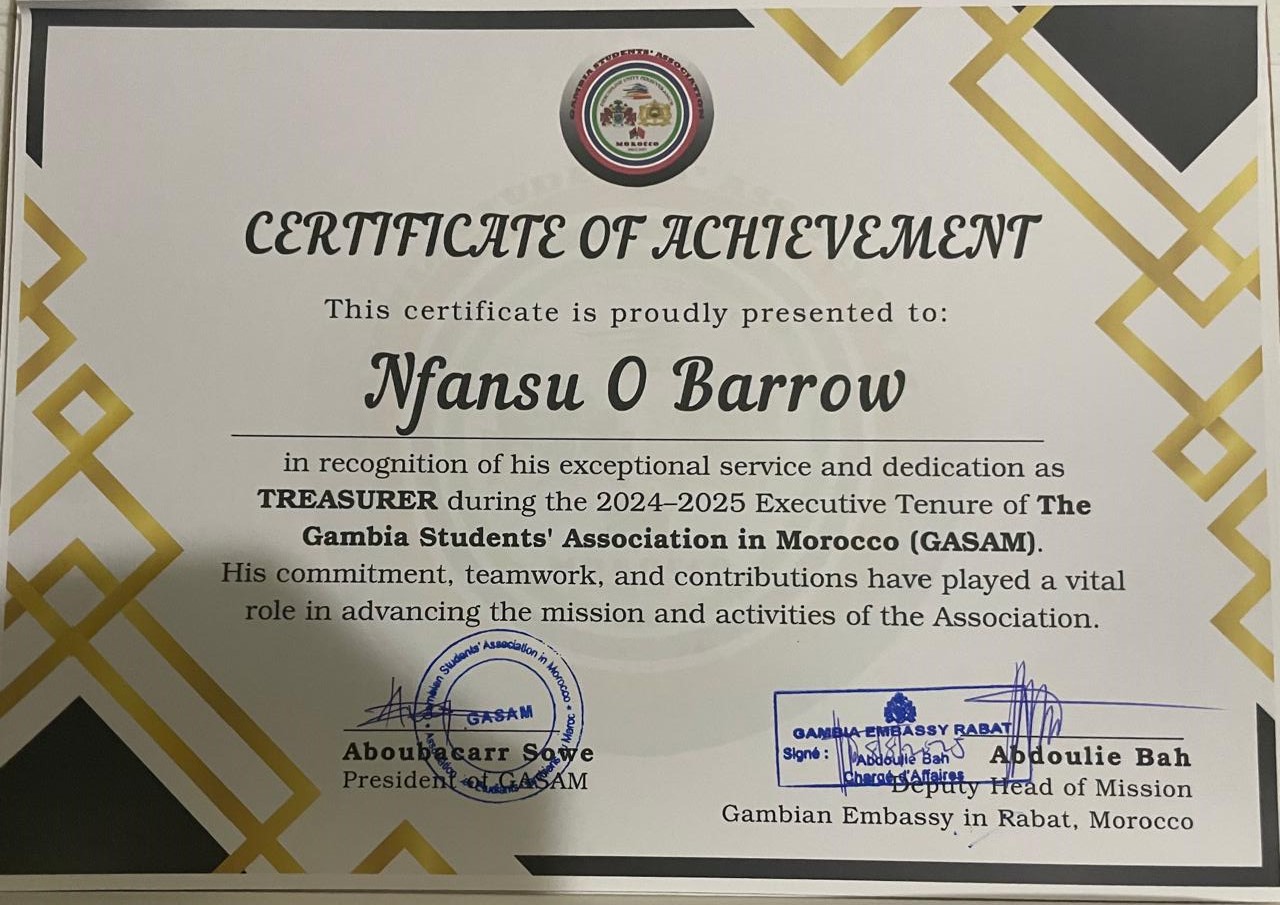 GAMBIA STUDENTS' ASSOCIATION
MOROCCO
CERTIFICATE OF ACHIEVEMENT
This certificate is proudly presented to:
Nfansu O Barrow
in recognition of his exceptional service and dedication as
TREASURER during the 2024–2025 Executive Tenure of The
Gambia Students' Association in Morocco (GASAM).
His commitment, teamwork, and contributions have played a vital
role in advancing the mission and activities of the Association.
Students' Association in Morocco
GASAM
Aboubacarr Sowe
President of GASAM
GAMBIA EMBASSY RABAT
Signé :
Abdoulie Bah
Chargé d'Affaires
Abdoulie Bah
Deputy Head of Mission
Gambian Embassy in Rabat, Morocco